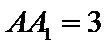 AA₁ = 3